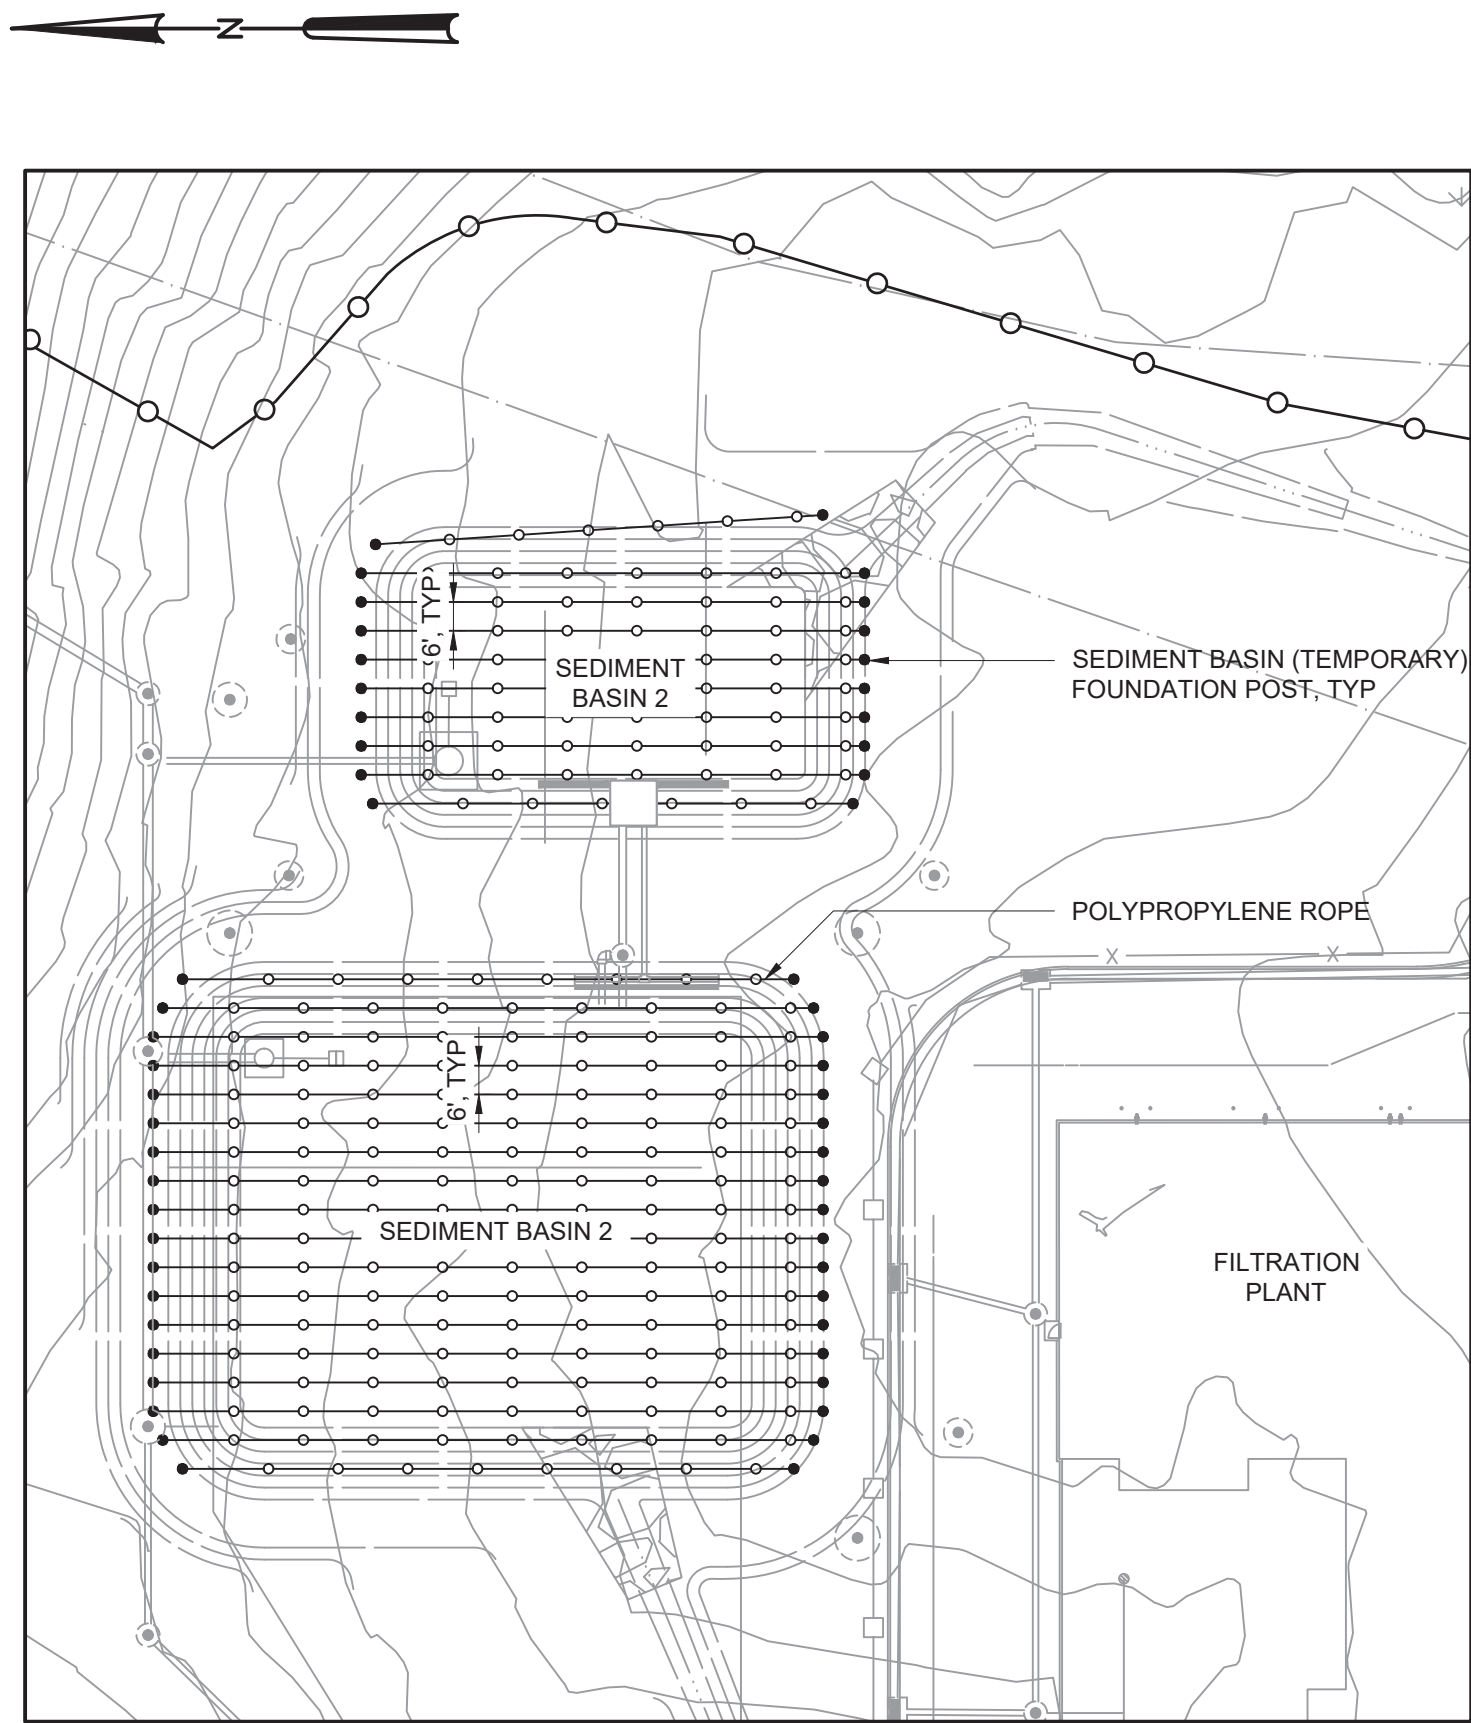 N
6', TYP
SEDIMENT
BASIN 2
SEDIMENT BASIN (TEMPORARY)
FOUNDATION POST, TYP
POLYPROPYLENE ROPE
X X
6', TYP
SEDIMENT BASIN 2
FILTRATION
PLANT